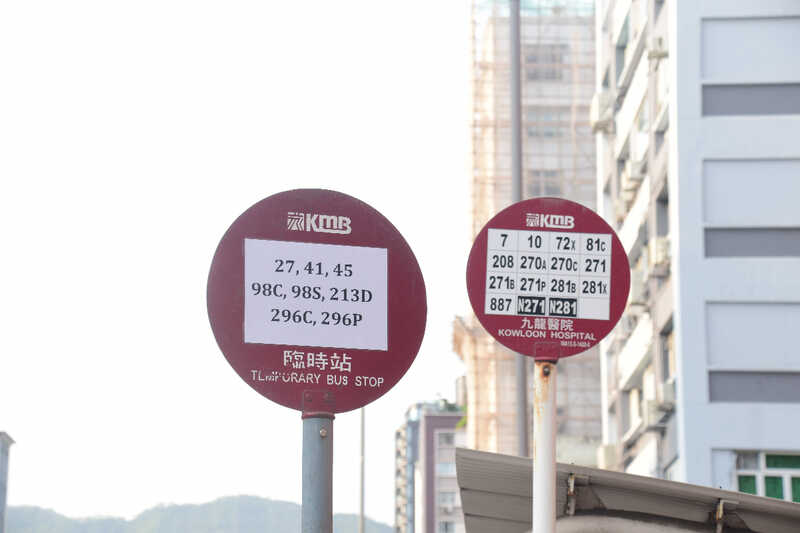 KMB
27, 41, 45
98C, 98S, 213D
296C, 296P
臨時站
TEMPORARY BUS STOP
KMB
7 10 72X 81C
208 270A 270C 271
271B 271P 281B 281X
887 N271 N281
九龍醫院
KOWLOON HOSPITAL